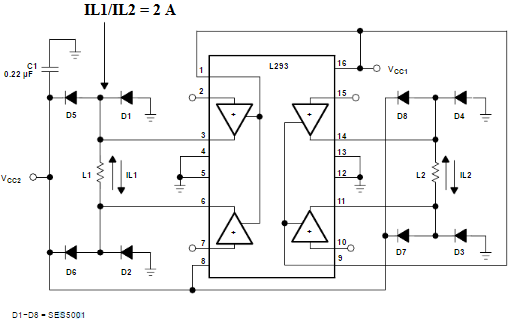 IL1/IL2 = 2 A
C1
0.22 µF
L293
1
16
VCC1
2
15
D5
D1
D8
D4
3
14
4
13
L1
IL1
5
12
L2
IL2
VCC2
6
11
7
10
8
9
D6
D2
D7
D3
D1–D8 = SES5001